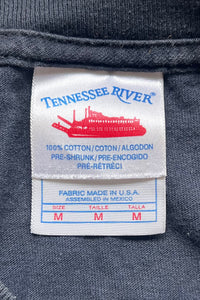 TENNESSEE RIVER®
100% COTTON/COTON/ALGODON
PRE-SHRUNK/PRE-ENCOGIDO
PRÉ-RÉTRÉCI
FABRIC MADE IN U.S.A.
ASSEMBLED IN MEXICO
SIZE TAILLE TALLA
M M M